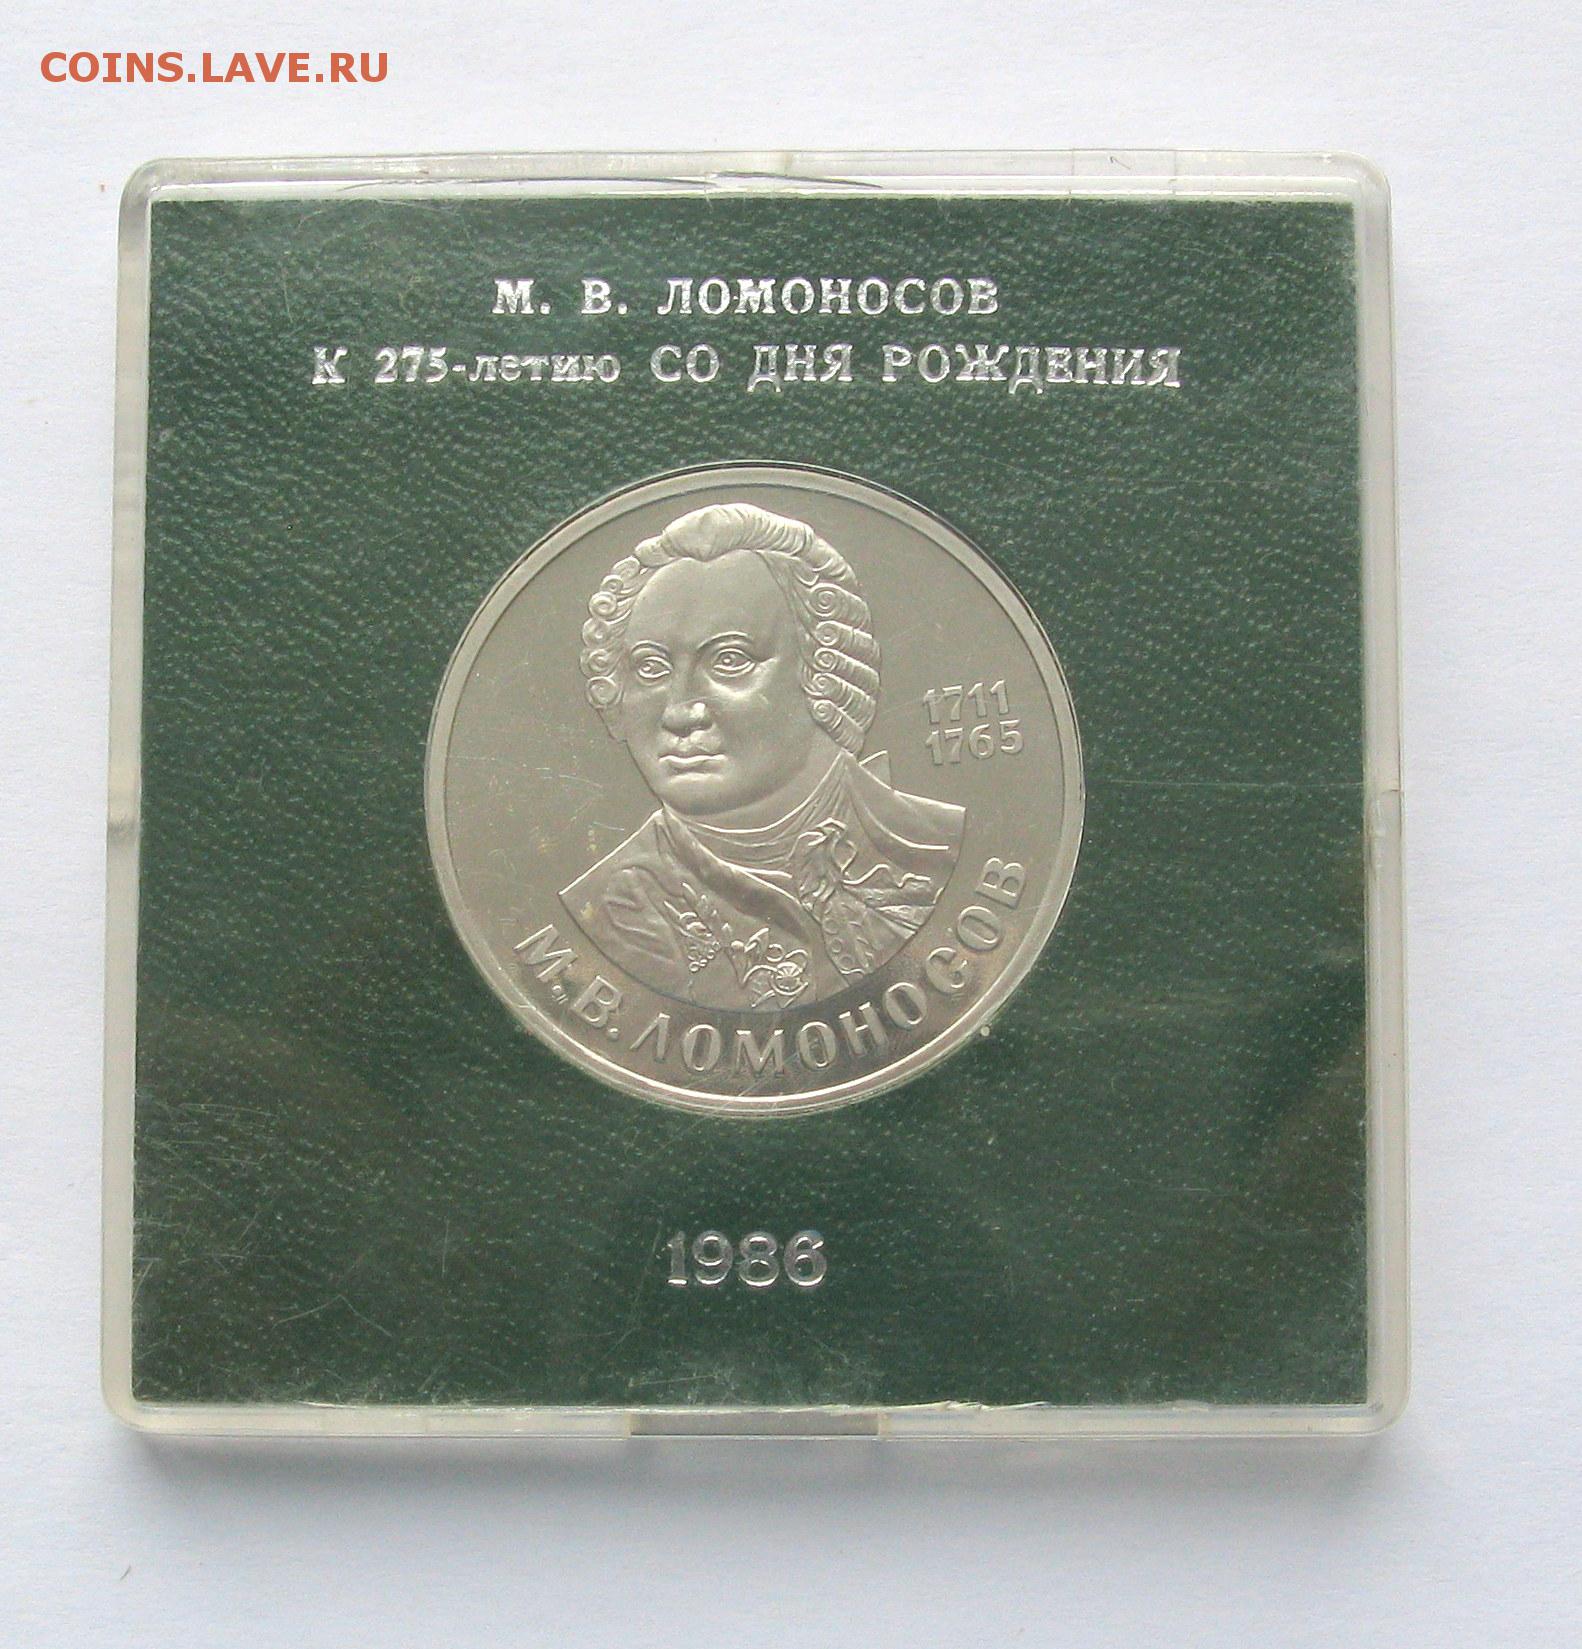 COINS.LAVE.RU
М. В. ЛОМОНОСОВ
К 275-летию СО ДНЯ РОЖДЕНИЯ
1711
1765
М.В. ЛОМОНОСОВ
1986